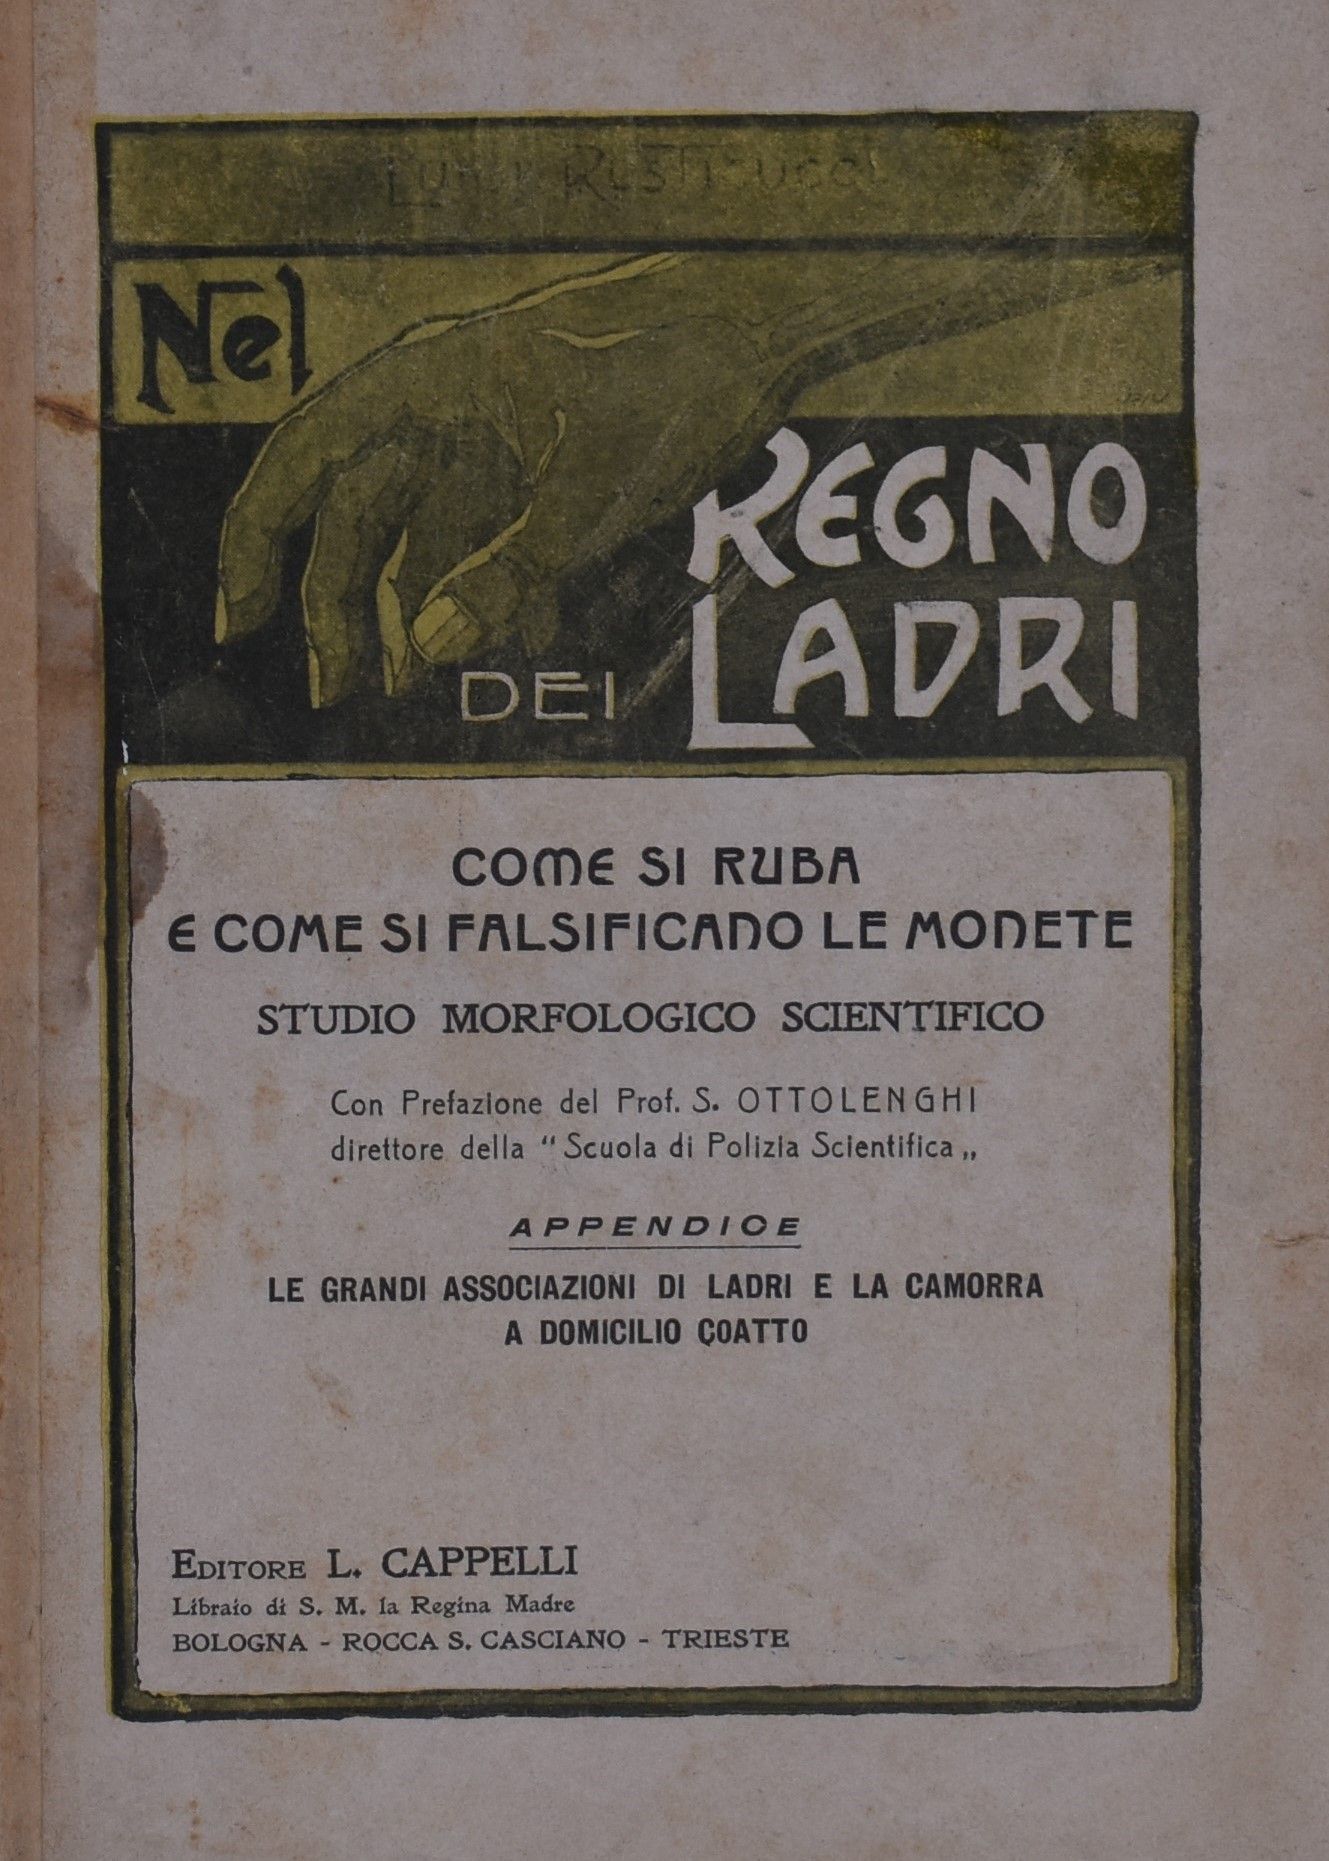 LUIGI RUSTICUCCI
Nel
REGNO
DEI LADRI
COME SI RUBA
E COME SI FALSIFICANO LE MONETE
STUDIO MORFOLOGICO SCIENTIFICO
Con Prefazione del Prof. S. OTTOLENGHI
direttore della “ Scuola di Polizia Scientifica „
APPENDICE
LE GRANDI ASSOCIAZIONI DI LADRI E LA CAMORRA
A DOMICILIO COATTO
EDITORE L. CAPPELLI
Libraio di S. M. la Regina Madre
BOLOGNA - ROCCA S. CASCIANO - TRIESTE